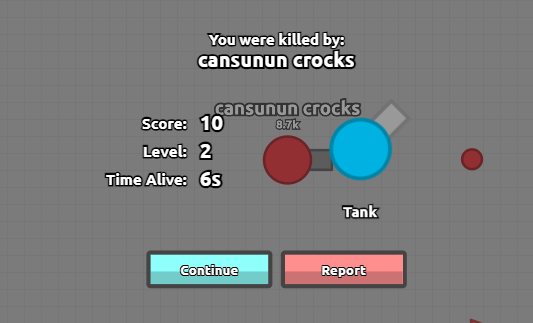 You were killed by:
cansunun crocks
cansunun crocks
8.7k
Score: 10
Level: 2
Time Alive: 6s
Tank
Continue
Report